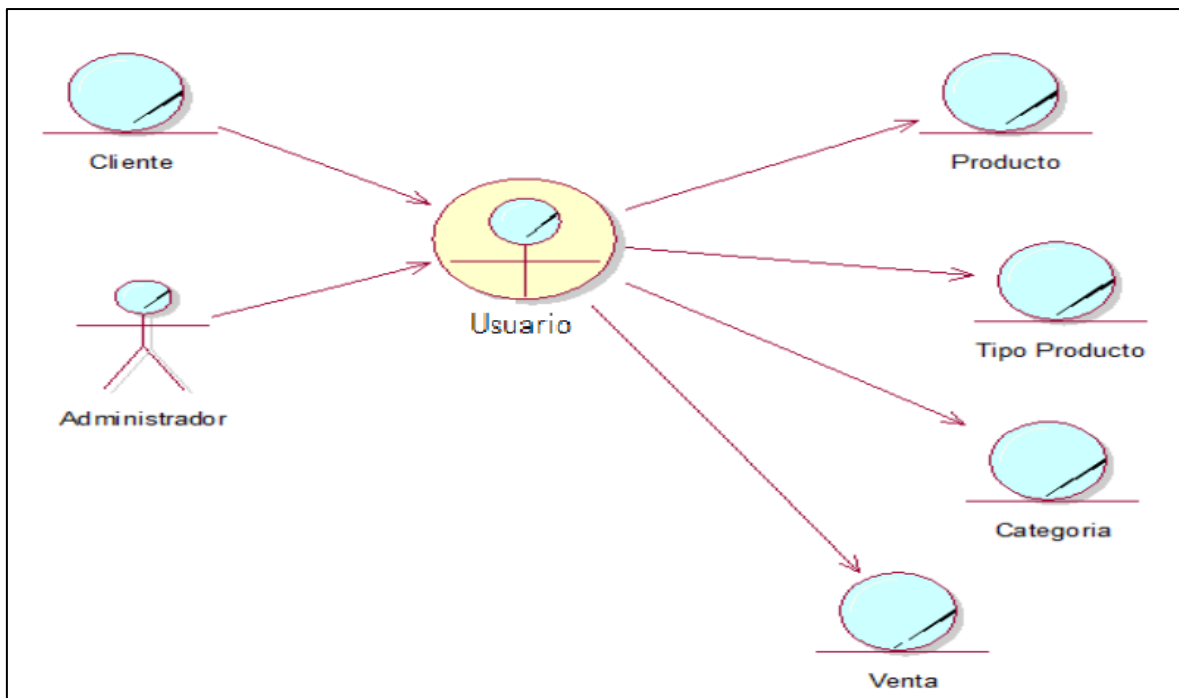 Cliente
Producto
Usuario
Tipo Producto
Administrador
Categoria
Venta